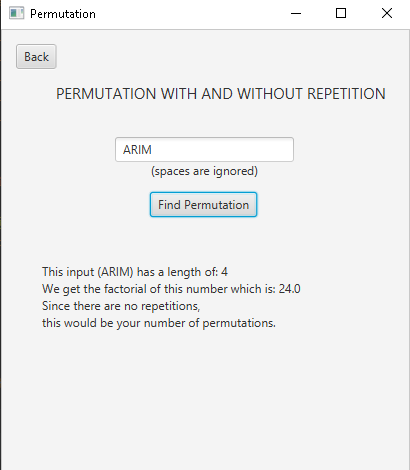 Permutation
Back
PERMUTATION WITH AND WITHOUT REPETITION
ARIM
(spaces are ignored)
Find Permutation
This input (ARIM) has a length of: 4
We get the factorial of this number which is: 24.0
Since there are no repetitions,
this would be your number of permutations.